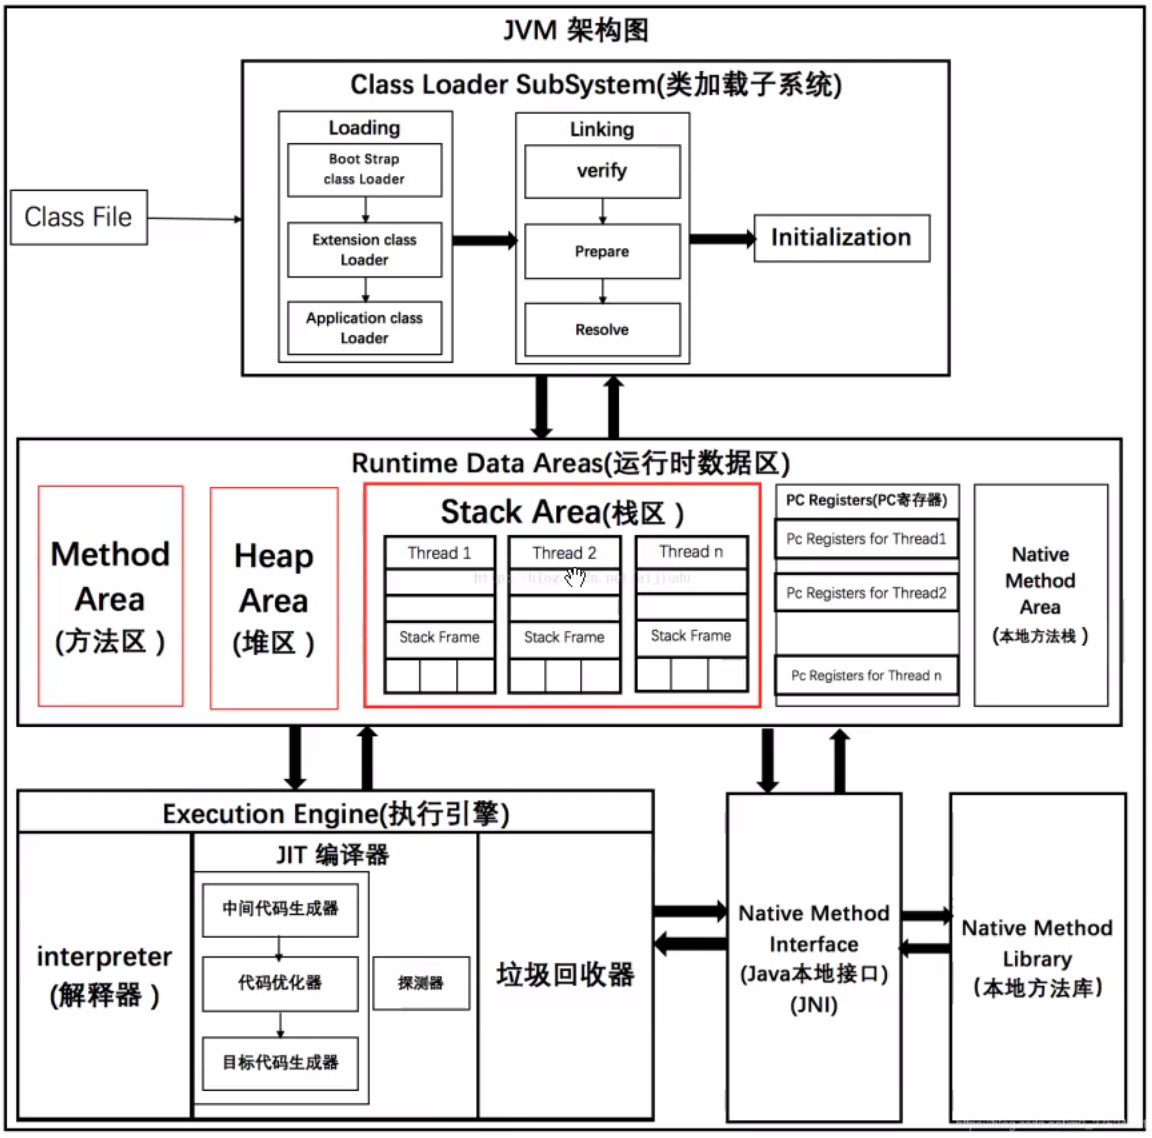 JVM 架构图
Class Loader SubSystem(类加载子系统)
Loading
Boot Strap
class Loader
Extension class
Loader
Application class
Loader
Linking
verify
Prepare
Resolve
Initialization
Class File
Runtime Data Areas(运行时数据区)
Method
Area
(方法区 )
Heap
Area
(堆区 )
Stack Area(栈区 )
Thread 1
Stack Frame
Thread 2
Stack Frame
Thread n
Stack Frame
PC Registers(PC寄存器)
Pc Registers for Thread1
Pc Registers for Thread2
Pc Registers for Thread n
Native
Method
Area
(本地方法栈 )
Execution Engine(执行引擎)
interpreter
(解释器 )
JIT 编译器
中间代码生成器
代码优化器
目标代码生成器
探测器
垃圾回收器
Native Method
Interface
(Java本地接口)
(JNI)
Native Method
Library
(本地方法库)